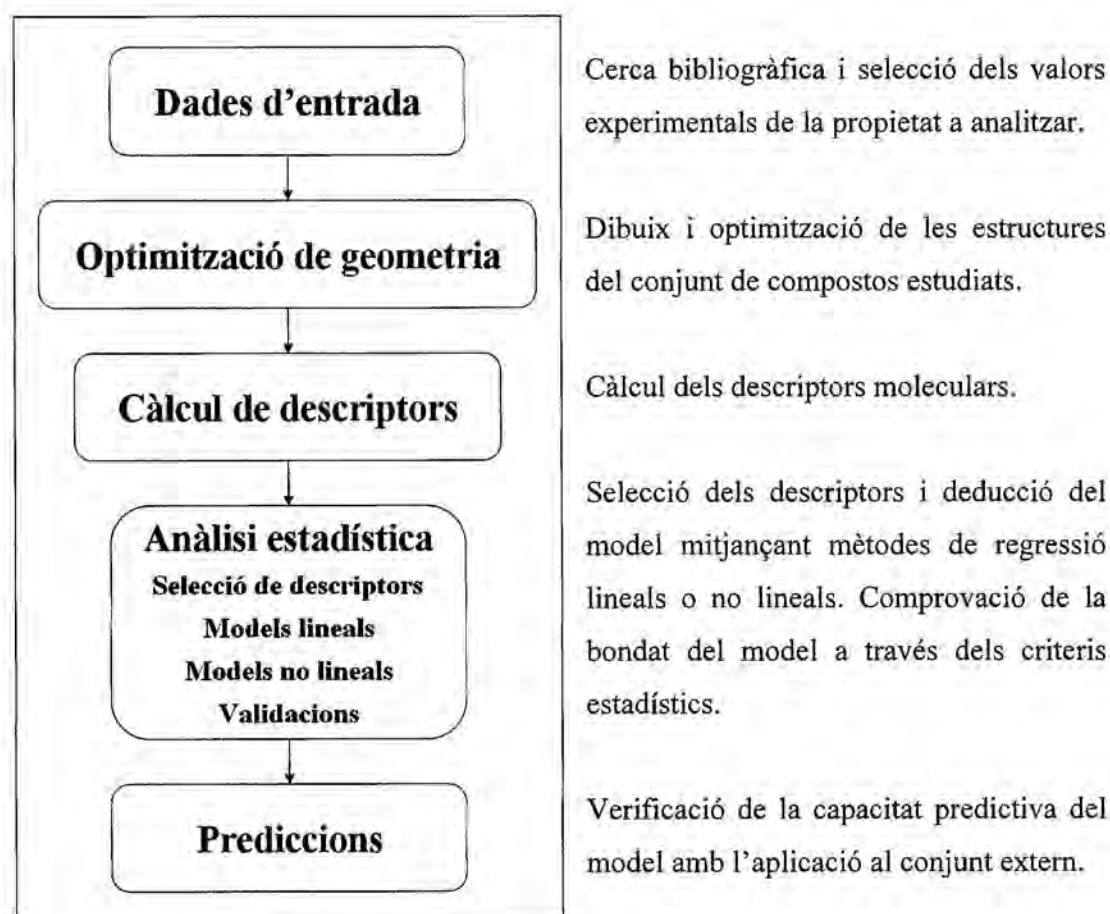 Dades d'entrada
Cerca bibliogràfica i selecció dels valors
experimentals de la propietat a analitzar.
Optimització de geometria
Dibuix i optimització de les estructures
del conjunt de compostos estudiats.
Càlcul de descriptors
Càlcul dels descriptors moleculars.
Anàlisi estadística
Selecció de descriptors
Models lineals
Models no lineals
Validacions
Selecció dels descriptors i deducció del
model mitjançant mètodes de regressió
lineals o no lineals. Comprovació de la
bondat del model a través dels criteris
estadístics.
Prediccions
Verificació de la capacitat predictiva del
model amb l'aplicació al conjunt extern.